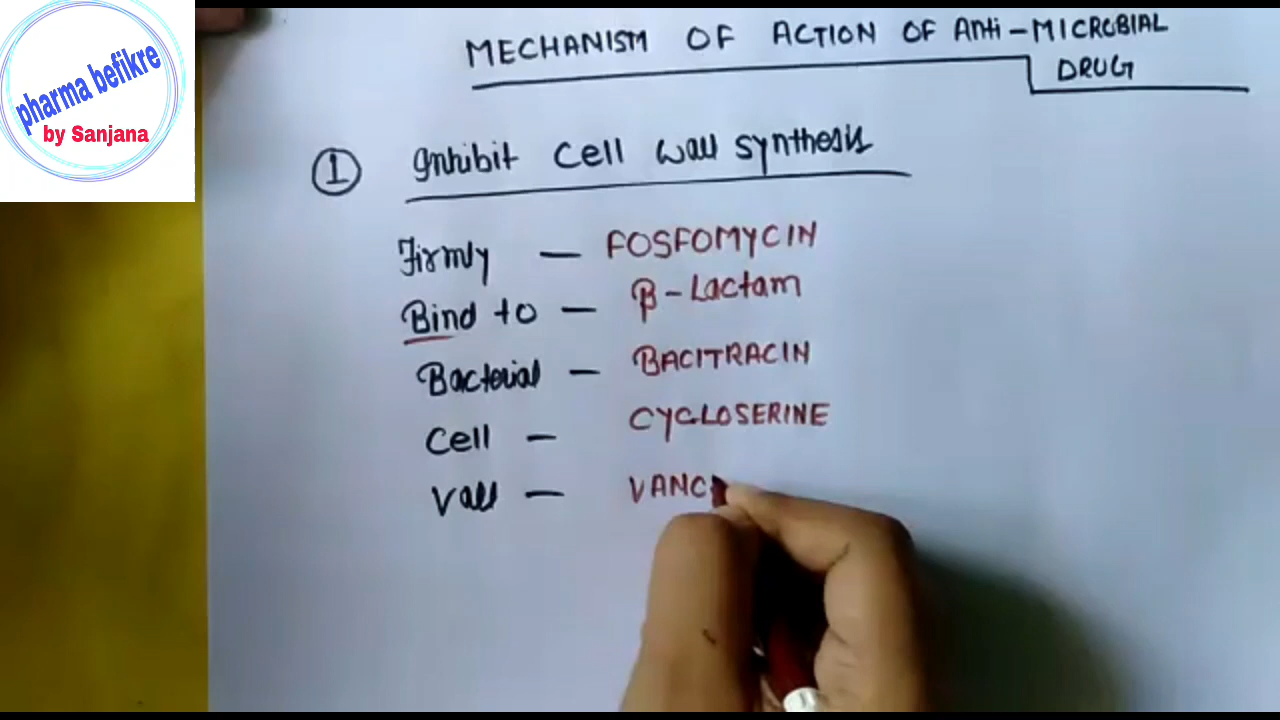 pharma befikre
by Sanjana
MECHANISM OF ACTION OF Anti-MICROBIAL
DRUG
① Inhibit Cell wall synthesis
Firmly — FOSFOMYCIN
Bind to — β-Lactam
Bacterial — BACITRACIN
Cell — CYCLOSERINE
Vall — VANC